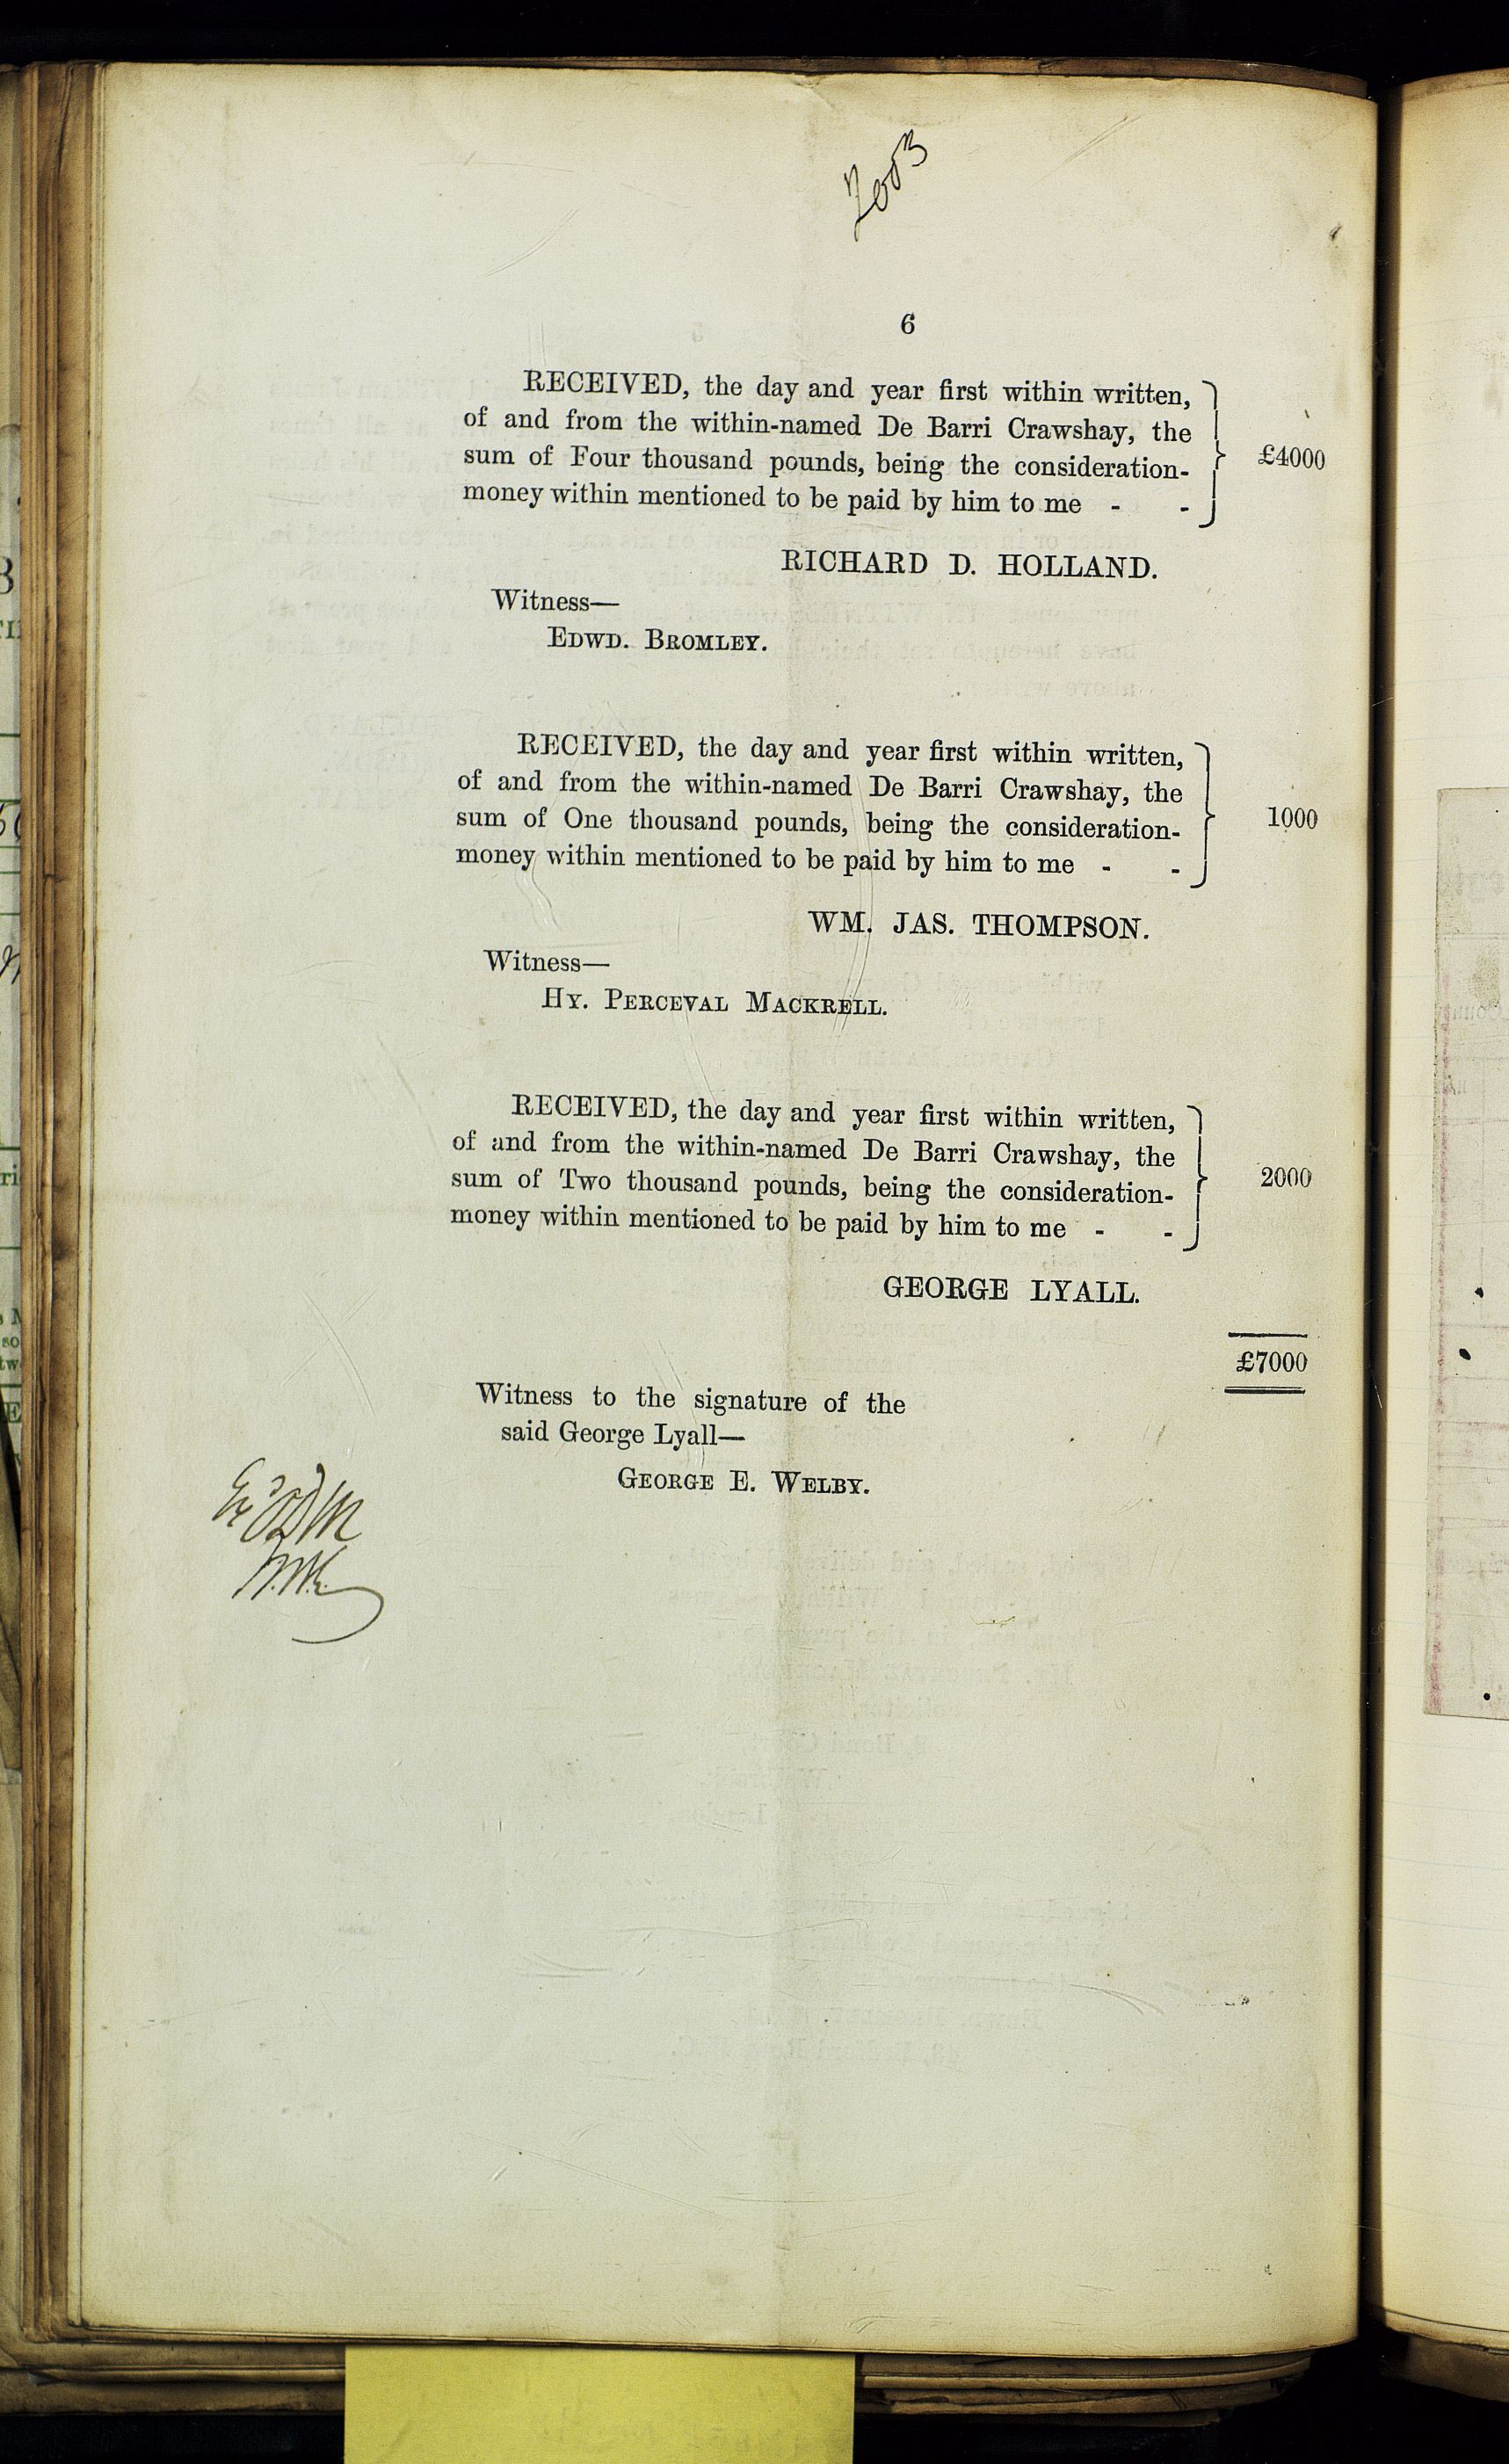 2003
6
RECEIVED, the day and year first within written,
of and from the within-named De Barri Crawshay, the
sum of Four thousand pounds, being the consideration-
money within mentioned to be paid by him to me - -
£4000
RICHARD D. HOLLAND.
Witness—
EDWD. BROMLEY.
RECEIVED, the day and year first within written,
of and from the within-named De Barri Crawshay, the
sum of One thousand pounds, being the consideration-
money within mentioned to be paid by him to me - -
1000
WM. JAS. THOMPSON.
Witness—
HY. PERCEVAL MACKRELL.
RECEIVED, the day and year first within written,
of and from the within-named De Barri Crawshay, the
sum of Two thousand pounds, being the consideration-
money within mentioned to be paid by him to me - -
2000
GEORGE LYALL.
£7000
Witness to the signature of the
said George Lyall—
GEORGE E. WELBY.